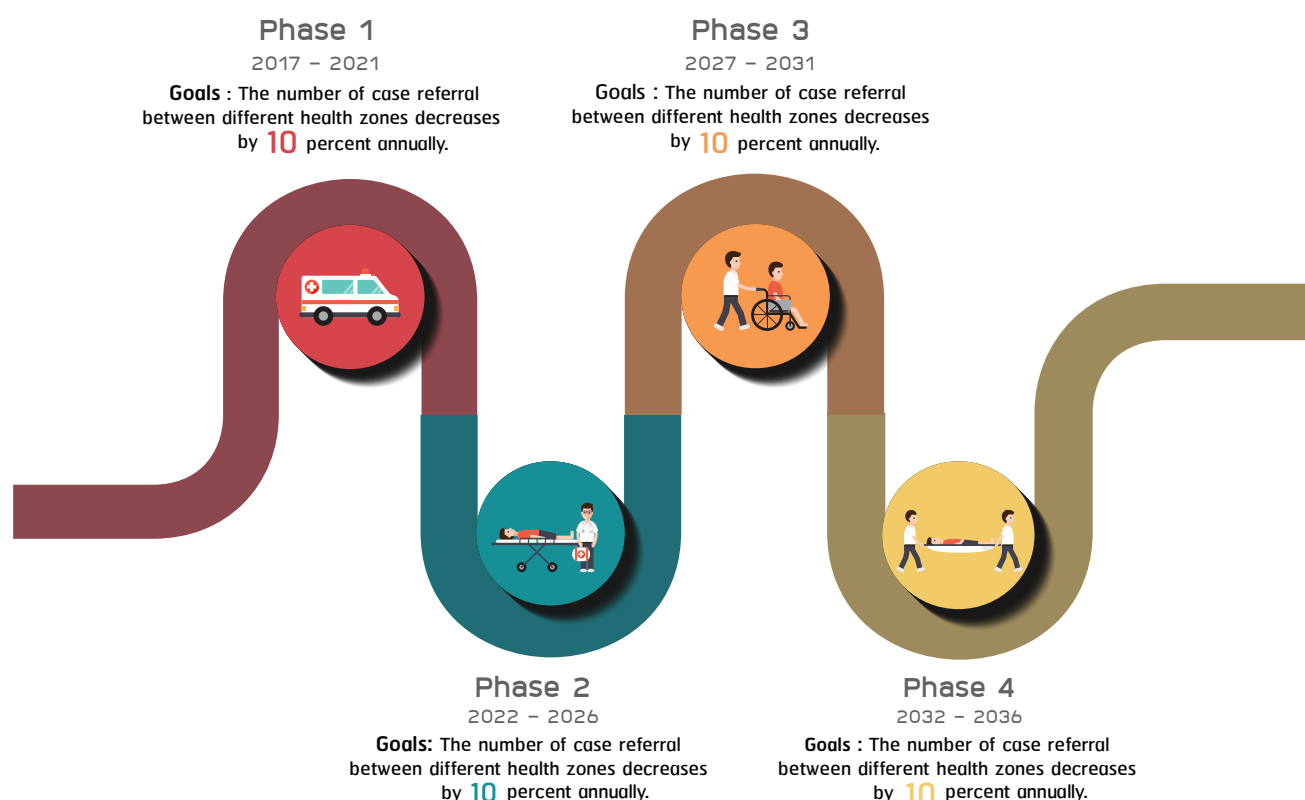 Phase 1
2017 – 2021
Goals : The number of case referral
between different health zones decreases
by 10 percent annually.
Phase 3
2027 – 2031
Goals : The number of case referral
between different health zones decreases
by 10 percent annually.
Phase 2
2022 – 2026
Goals: The number of case referral
between different health zones decreases
by 10 percent annually.
Phase 4
2032 – 2036
Goals : The number of case referral
between different health zones decreases
by 10 percent annually.